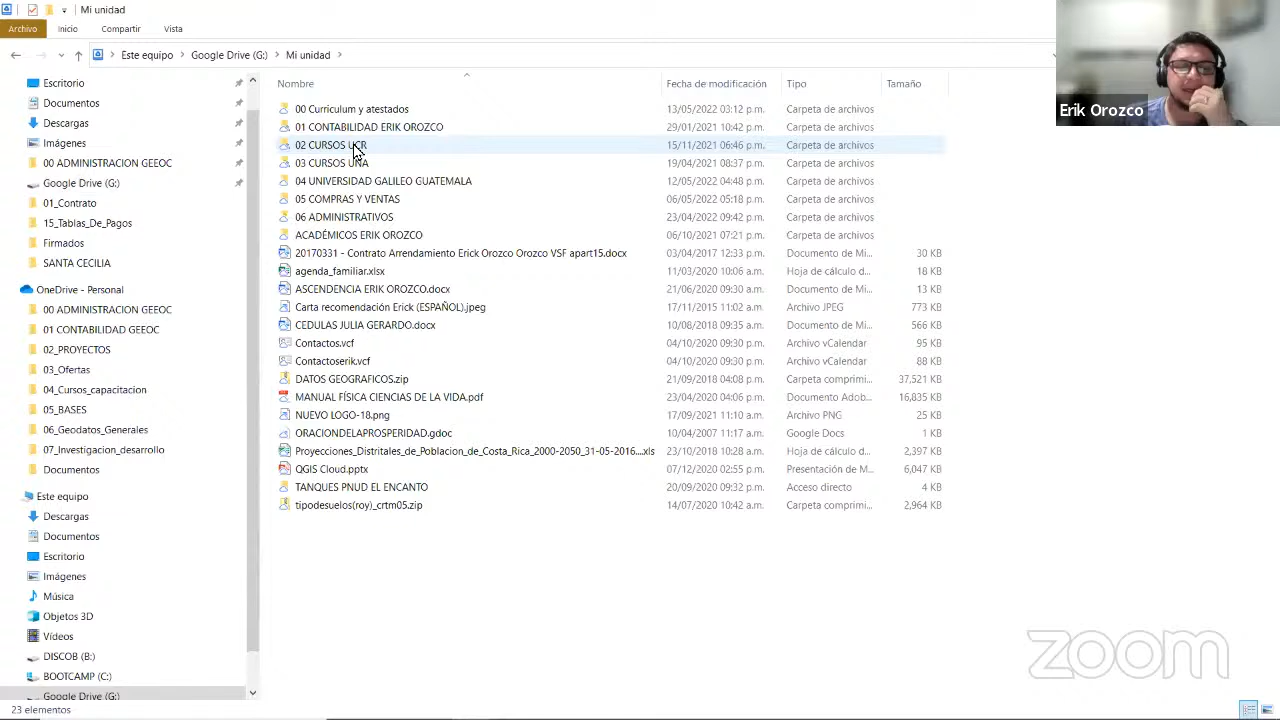 Mi unidad
Archivo Inicio Compartir Vista
Este equipo Google Drive (G:) Mi unidad
Erik Orozco
Escritorio
Documentos
Descargas
Imágenes
00 ADMINISTRACION GEEOC
Google Drive (G:)
01_Contrato
15_Tablas_De_Pagos
Firmados
SANTA CECILIA
OneDrive - Personal
00 ADMINISTRACION GEEOC
01 CONTABILIDAD GEEOC
02_PROYECTOS
03_Ofertas
04_Cursos_capacitacion
05_BASES
06_Geodatos_Generales
07_Investigacion_desarrollo
Documentos
Este equipo
Descargas
Documentos
Escritorio
Imágenes
Música
Objetos 3D
Vídeos
DISCOB (B:)
BOOTCAMP (C:)
Google Drive (G:)
Nombre Fecha de modificación Tipo Tamaño
00 Curriculum y atestados 13/05/2022 03:12 p.m. Carpeta de archivos
01 CONTABILIDAD ERIK OROZCO 29/01/2021 10:42 p.m. Carpeta de archivos
02 CURSOS UCR 15/11/2021 06:46 p.m. Carpeta de archivos
03 CURSOS UNA 19/04/2021 08:37 p.m. Carpeta de archivos
04 UNIVERSIDAD GALILEO GUATEMALA 12/05/2022 04:48 p.m. Carpeta de archivos
05 COMPRAS Y VENTAS 06/05/2022 05:18 p.m. Carpeta de archivos
06 ADMINISTRATIVOS 23/04/2022 09:42 p.m. Carpeta de archivos
ACADÉMICOS ERIK OROZCO 06/10/2021 07:21 p.m. Carpeta de archivos
20170331 - Contrato Arrendamiento Erick Orozco Orozco VSF apart15.docx 03/04/2017 12:33 p.m. Documento de Mi... 30 KB
agenda_familiar.xlsx 11/03/2020 10:06 a.m. Hoja de cálculo d... 18 KB
ASCENDENCIA ERIK OROZCO.docx 21/06/2020 09:30 a.m. Documento de Mi... 13 KB
Carta recomendación Erick (ESPAÑOL).jpeg 17/11/2015 11:02 a.m. Archivo JPEG 773 KB
CEDULAS JULIA GERARDO.docx 10/08/2018 09:35 a.m. Documento de Mi... 566 KB
Contactos.vcf 04/10/2020 09:30 p.m. Archivo vCalendar 95 KB
Contactoserik.vcf 04/10/2020 09:30 p.m. Archivo vCalendar 88 KB
DATOS GEOGRAFICOS.zip 21/09/2018 04:08 p.m. Carpeta comprimi... 37,521 KB
MANUAL FÍSICA CIENCIAS DE LA VIDA.pdf 23/04/2020 04:06 p.m. Documento Adob... 16,835 KB
NUEVO LOGO-18.png 17/09/2021 11:10 a.m. Archivo PNG 25 KB
ORACIONDELAPROSPERIDAD.gdoc 10/04/2007 11:17 a.m. Google Docs 1 KB
Proyecciones_Distritales_de_Poblacion_de_Costa_Rica_2000-2050_31-05-2016....xls 23/10/2018 10:28 a.m. Hoja de cálculo d... 2,397 KB
QGIS Cloud.pptx 07/12/2020 02:55 p.m. Presentación de M... 6,047 KB
TANQUES PNUD EL ENCANTO 20/09/2020 09:32 p.m. Acceso directo 4 KB
tipodesuelos(roy)_crtm05.zip 14/07/2020 10:42 a.m. Carpeta comprimi... 2,964 KB
zoom
23 elementos